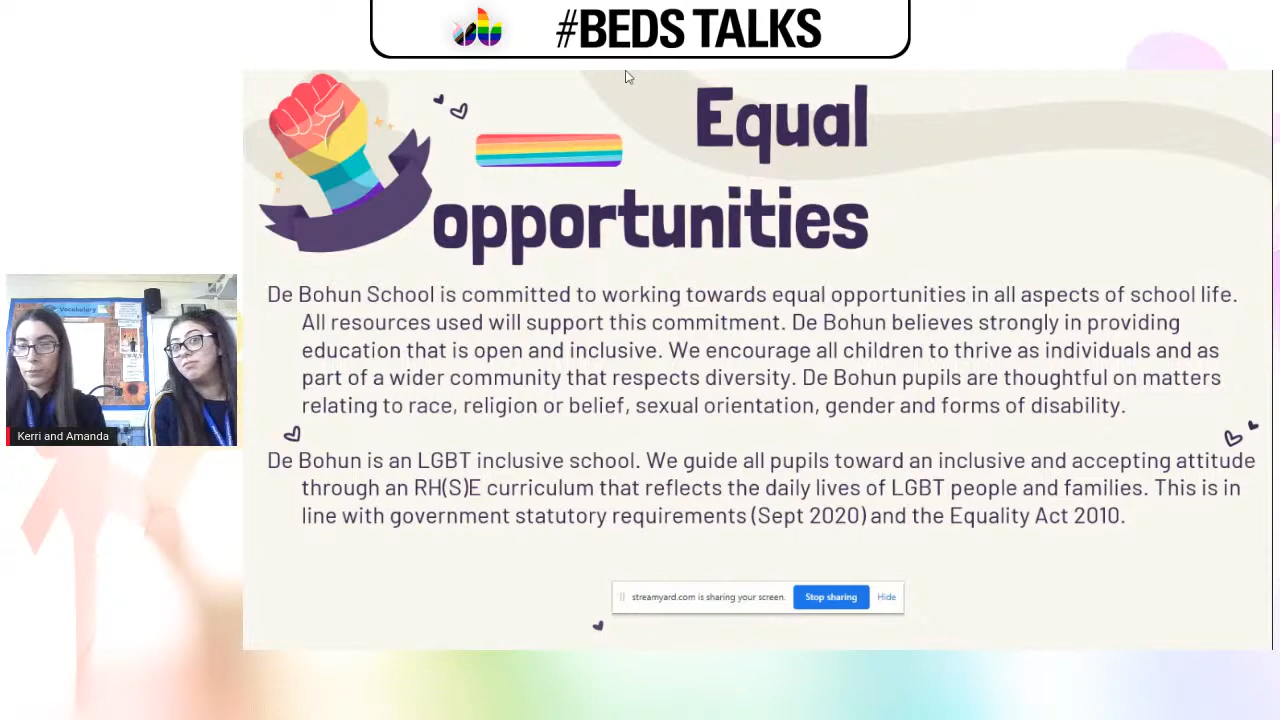 #BEDS TALKS
Equal
opportunities
De Bohun School is committed to working towards equal opportunities in all aspects of school life.
All resources used will support this commitment. De Bohun believes strongly in providing
education that is open and inclusive. We encourage all children to thrive as individuals and as
part of a wider community that respects diversity. De Bohun pupils are thoughtful on matters
relating to race, religion or belief, sexual orientation, gender and forms of disability.
De Bohun is an LGBT inclusive school. We guide all pupils toward an inclusive and accepting attitude
through an RH(S)E curriculum that reflects the daily lives of LGBT people and families. This is in
line with government statutory requirements (Sept 2020) and the Equality Act 2010.
Vocabulary
Kerri and Amanda
streamyard.com is sharing your screen. Stop sharing Hide